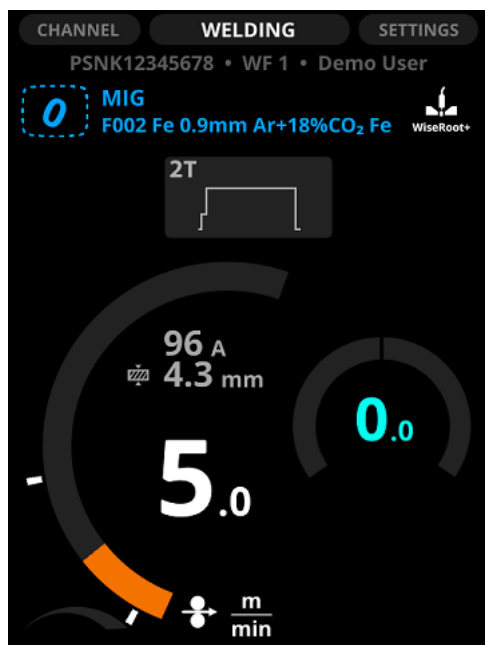 CHANNEL WELDING SETTINGS
PSNK12345678 • WF 1 • Demo User
0 MIG
F002 Fe 0.9mm Ar+18%CO₂ Fe WiseRoot+
2T
96 A
4.3 mm
0.0
5.0
m
min